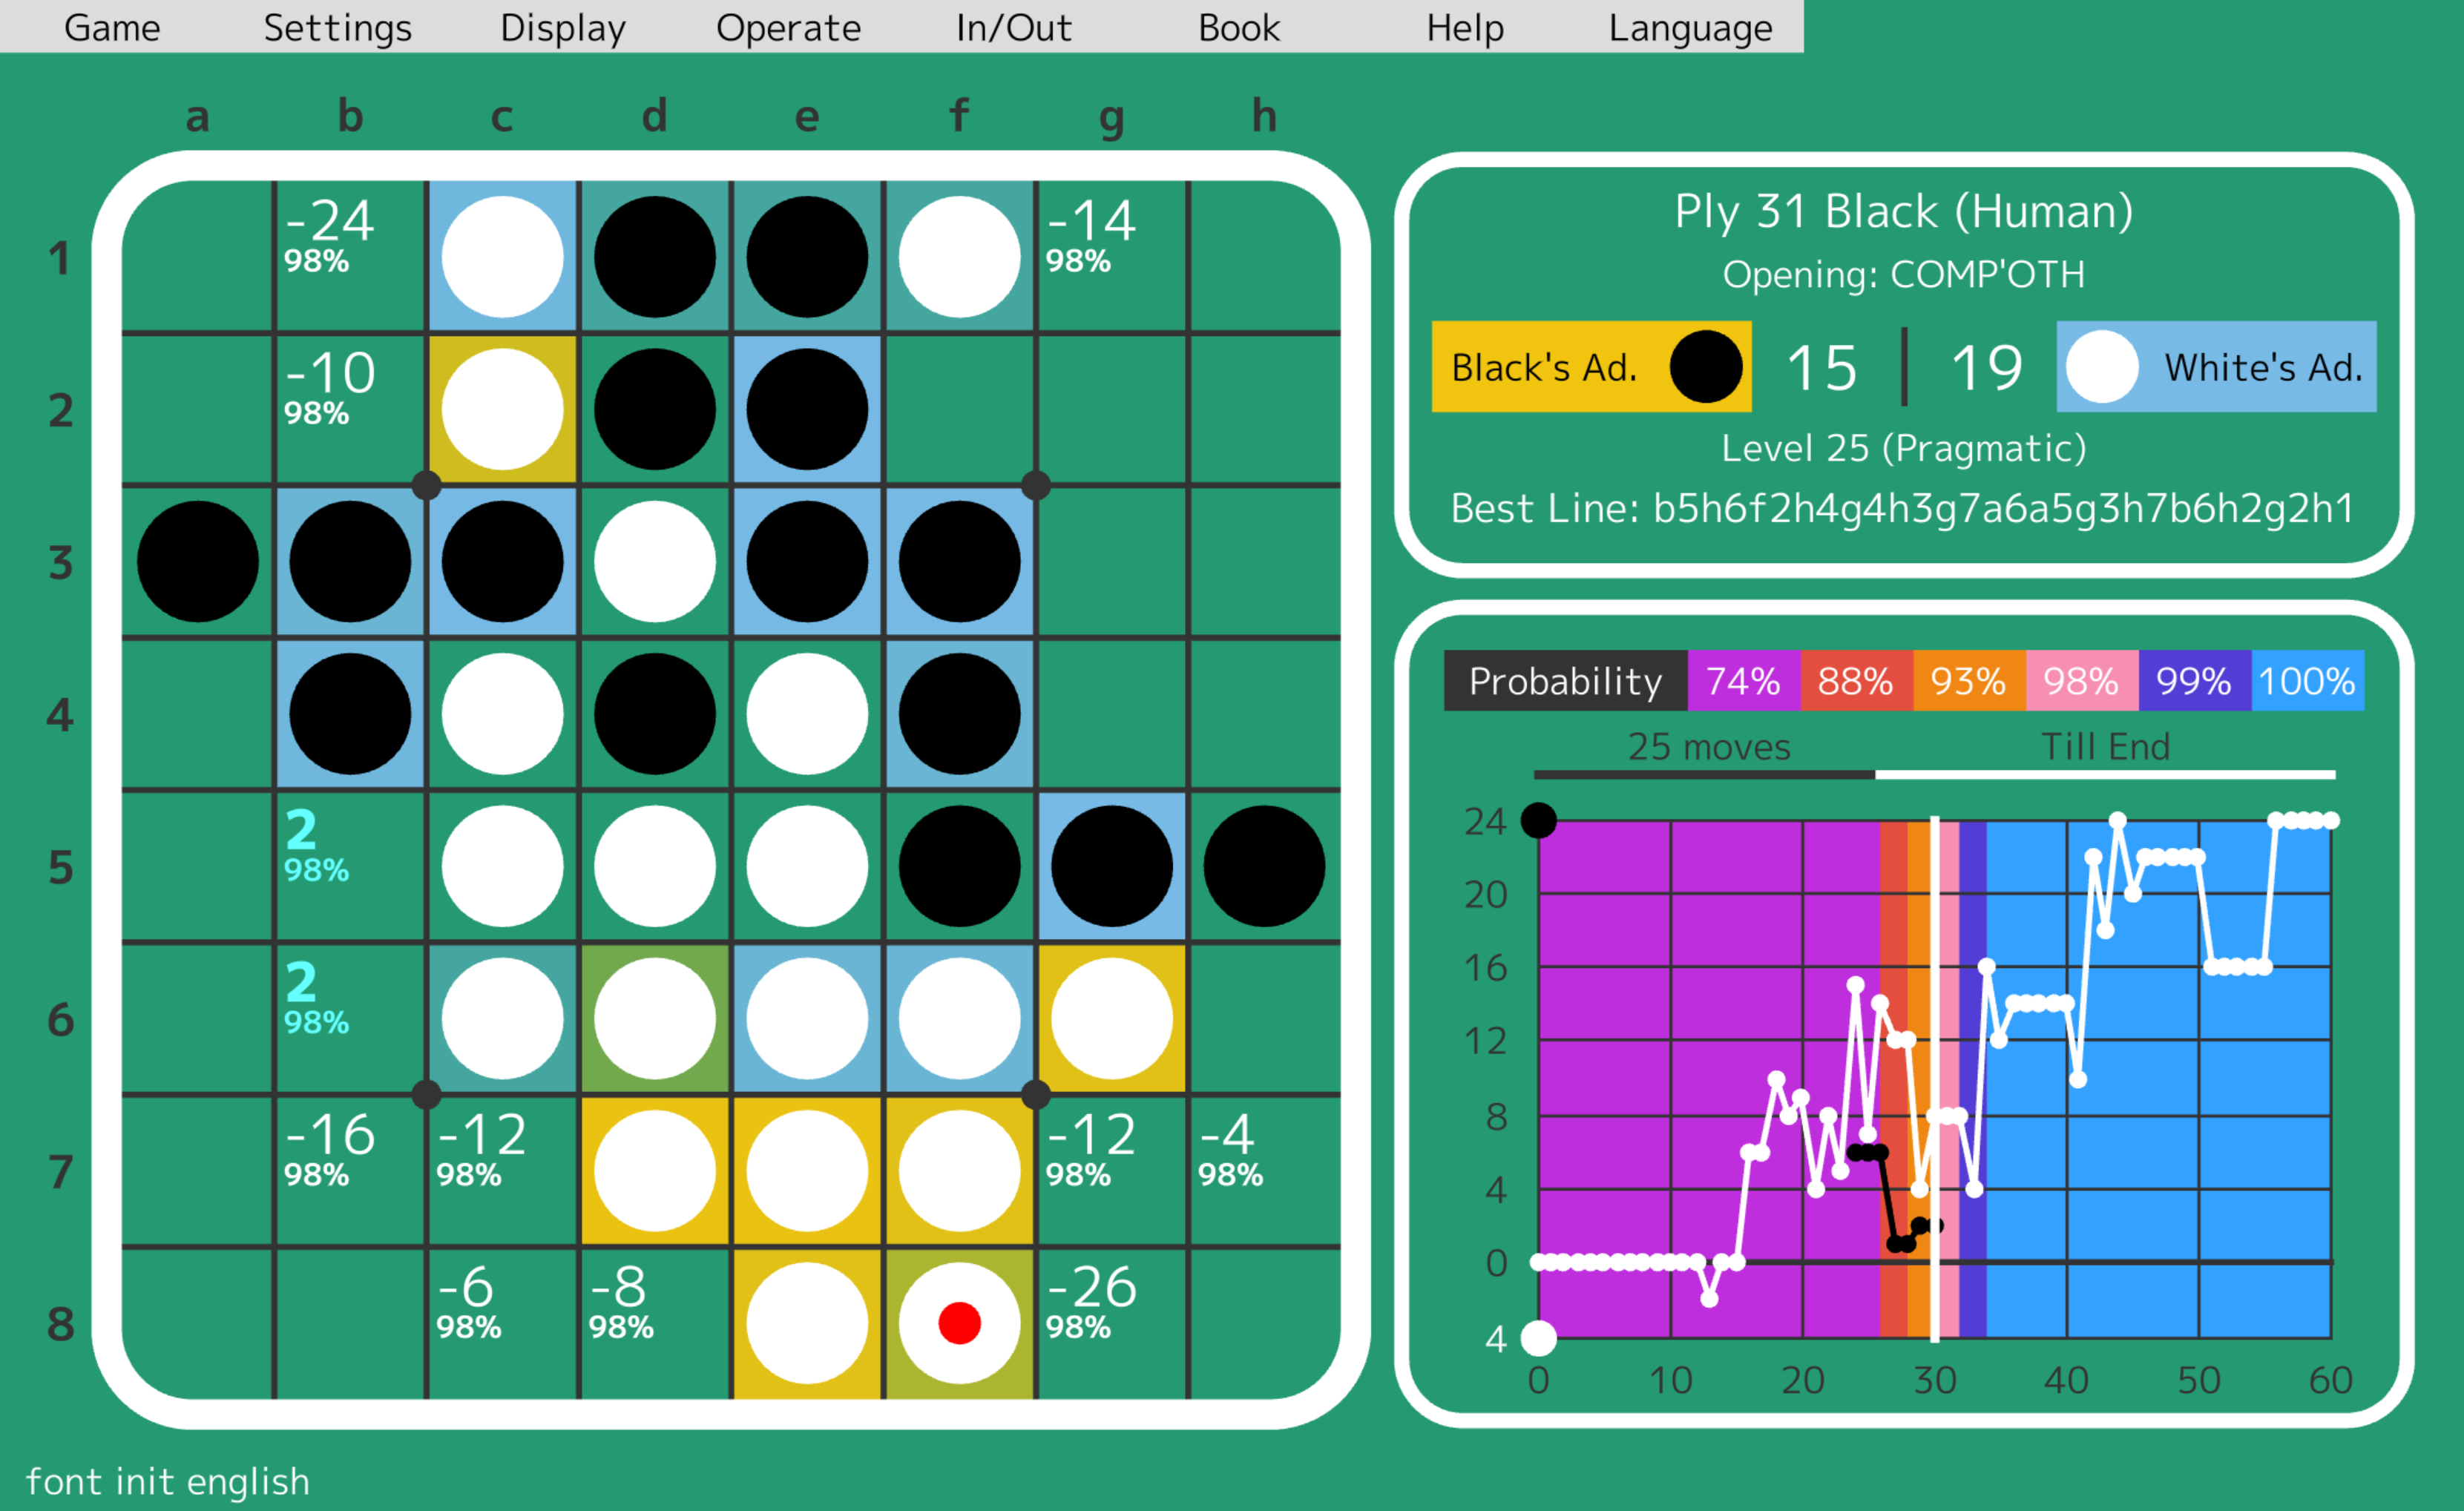 Game Settings Display Operate In/Out Book Help Language
a b c d e f g h
1 -24 -14
98% 98%
2 -10
98%
3
4
5 2
98%
6 2
98%
7 -16 -12 -12 -4
98% 98% 98% 98%
8 -6 -8 -26
98% 98% 98%
font init english
Ply 31 Black (Human)
Opening: COMP'OTH
Black's Ad. 15 | 19 White's Ad.
Level 25 (Pragmatic)
Best Line: b5h6f2h4g4h3g7a6a5g3h7b6h2g2h1
Probability 74% 88% 93% 98% 99% 100%
25 moves Till End
24
20
16
12
8
4
0
4
0 10 20 30 40 50 60